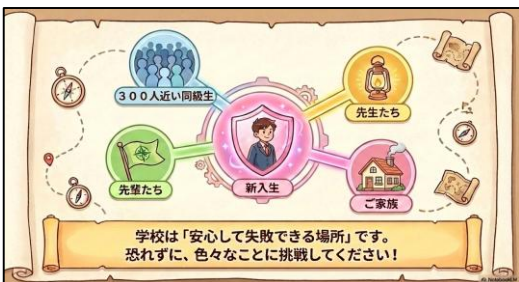 ３００人近い同級生
先生たち
先輩たち
新入生
ご家族
学校は「安心して失敗できる場所」です。
恐れずに、色々なことに挑戦してください！